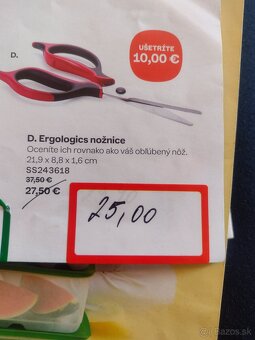 D.
UŠETRÍTE
10,00 €
D. Ergologics nožnice
Oceníte ich rovnako ako váš obľúbený nôž.
21,9 x 8,8 x 1,6 cm
SS243618
37,50 €
27,50 €
25,00
bazos.sk